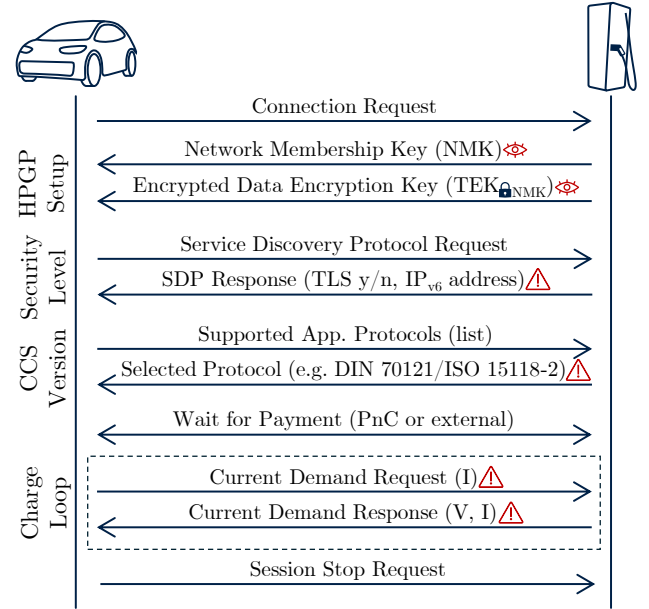 Connection Request
HPGP Setup
Network Membership Key (NMK)
Encrypted Data Encryption Key (TEK NMK)
Security Level
Service Discovery Protocol Request
SDP Response (TLS y/n, IPv6 address)
CCS Version
Supported App. Protocols (list)
Selected Protocol (e.g. DIN 70121/ISO 15118-2)
Wait for Payment (PnC or external)
Charge Loop
Current Demand Request (I)
Current Demand Response (V, I)
Session Stop Request